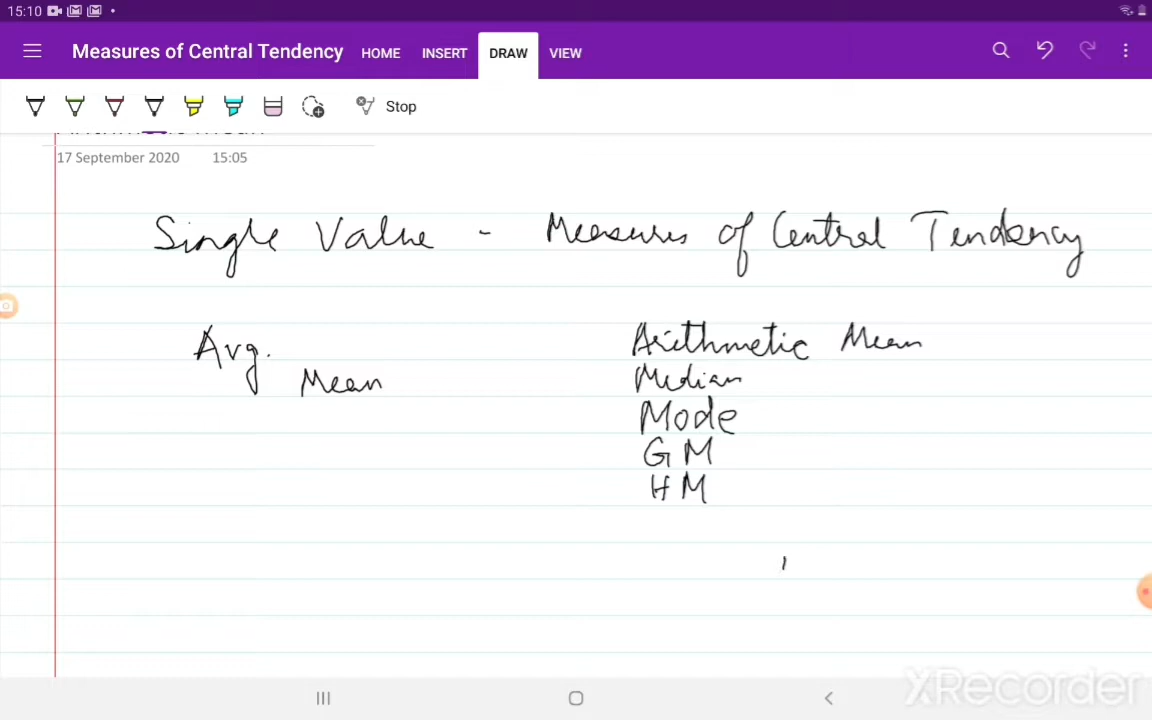 15:10
Measures of Central Tendency HOME INSERT DRAW VIEW
Stop
17 September 2020 15:05
Single Value - Measures of Central Tendency
Avg.
Mean
Arithmetic Mean
Median
Mode
GM
HM
XRecorder